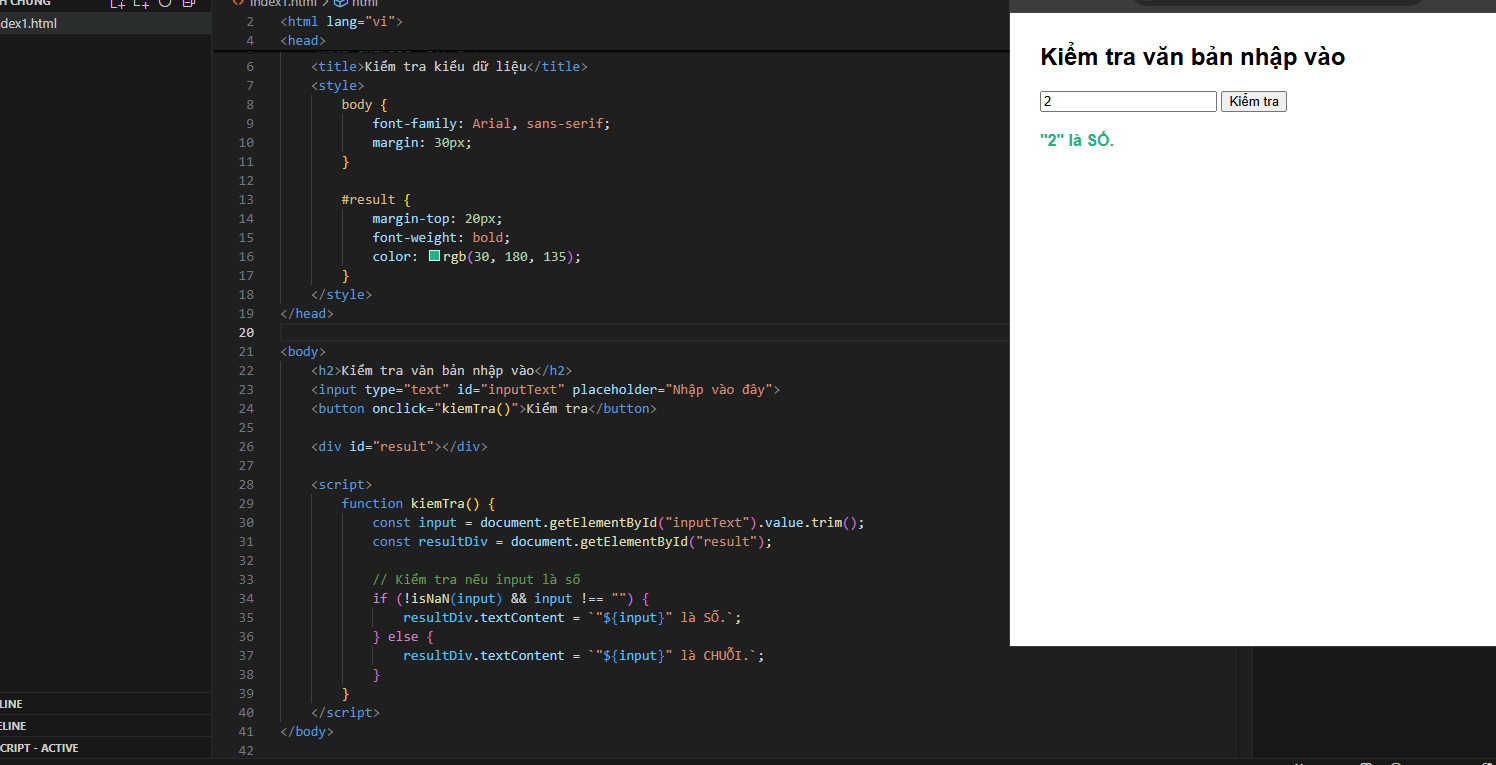 H CHUNG
dex1.html
LINE
ELINE
CRIPT - ACTIVE
index1.html > html
2 <html lang="vi">
4 <head>
6 <title>Kiểm tra kiểu dữ liệu</title>
7 <style>
8 body {
9 font-family: Arial, sans-serif;
10 margin: 30px;
11 }
12
13 #result {
14 margin-top: 20px;
15 font-weight: bold;
16 color: rgb(30, 180, 135);
17 }
18 </style>
19 </head>
20
21 <body>
22 <h2>Kiểm tra văn bản nhập vào</h2>
23 <input type="text" id="inputText" placeholder="Nhập vào đây">
24 <button onclick="kiemTra()">Kiểm tra</button>
25
26 <div id="result"></div>
27
28 <script>
29 function kiemTra() {
30 const input = document.getElementById("inputText").value.trim();
31 const resultDiv = document.getElementById("result");
32
33 // Kiểm tra nếu input là số
34 if (!isNaN(input) && input !== "") {
35 resultDiv.textContent = `"${input}" là SỐ.`;
36 } else {
37 resultDiv.textContent = `"${input}" là CHUỖI.`;
38 }
39 }
40 </script>
41 </body>
42
Kiểm tra văn bản nhập vào
2 Kiểm tra
"2" là SỐ.